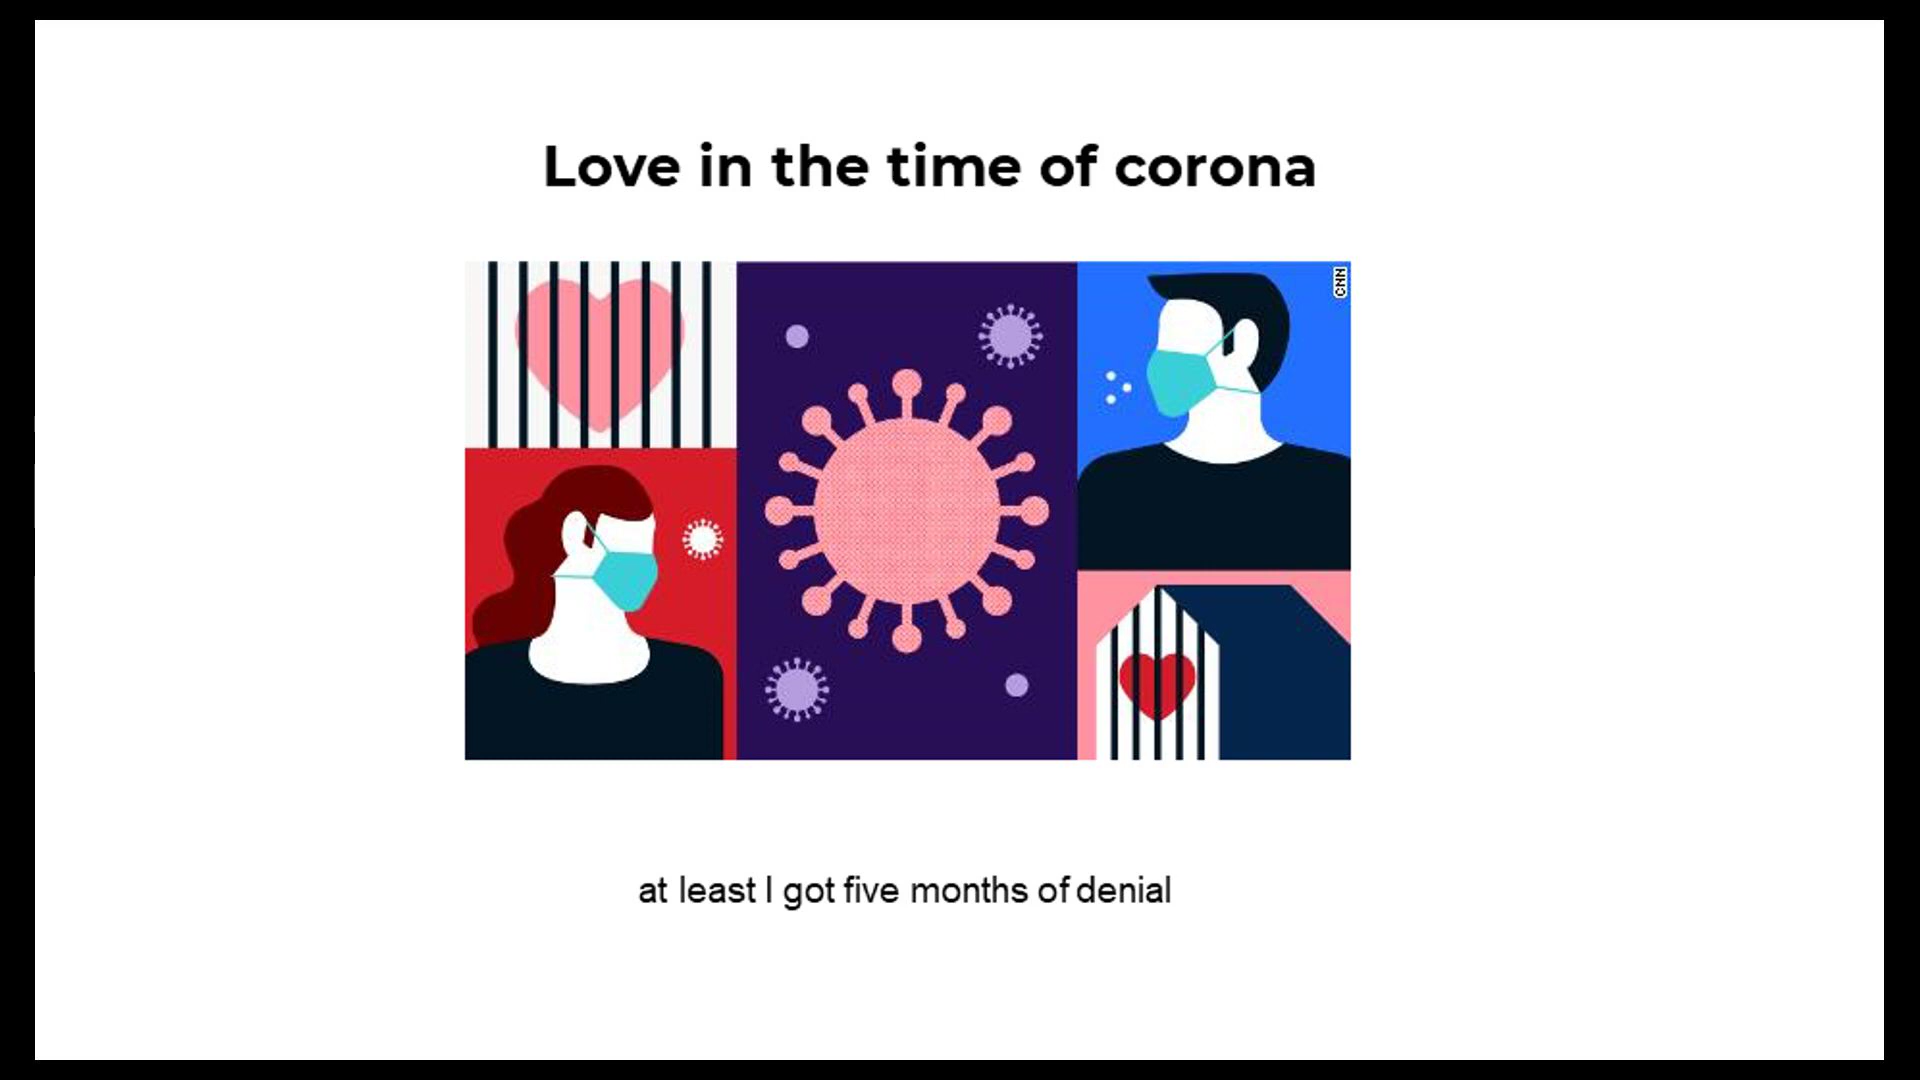 Love in the time of corona
CNN
at least I got five months of denial